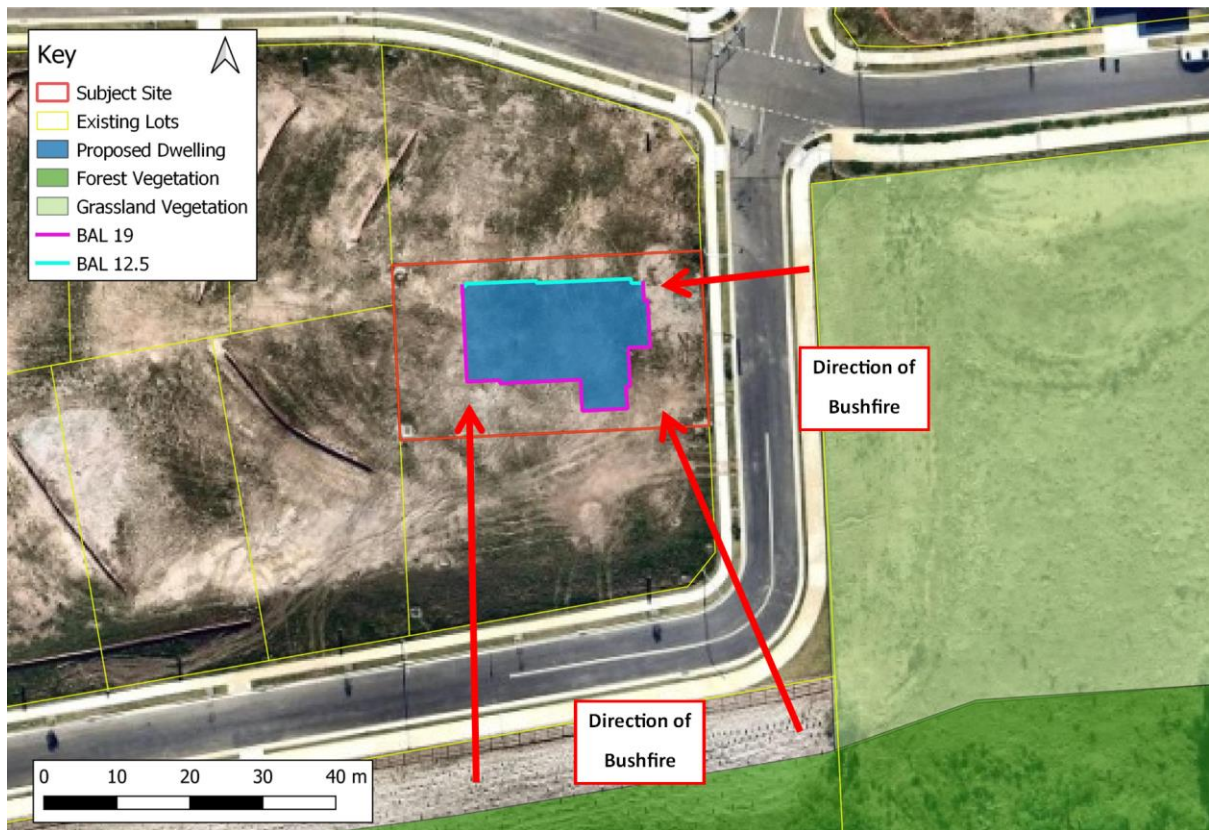 Key
Subject Site
Existing Lots
Proposed Dwelling
Forest Vegetation
Grassland Vegetation
BAL 19
BAL 12.5
Direction of
Bushfire
Direction of
Bushfire
0 10 20 30 40 m